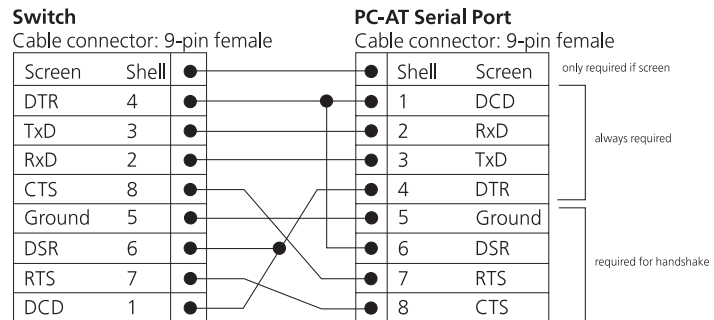 Switch PC-AT Serial Port
Cable connector: 9-pin female Cable connector: 9-pin female
Screen Shell Shell Screen only required if screen
DTR 4 1 DCD
TxD 3 2 RxD always required
RxD 2 3 TxD
CTS 8 4 DTR
Ground 5 5 Ground
DSR 6 6 DSR required for handshake
RTS 7 7 RTS
DCD 1 8 CTS